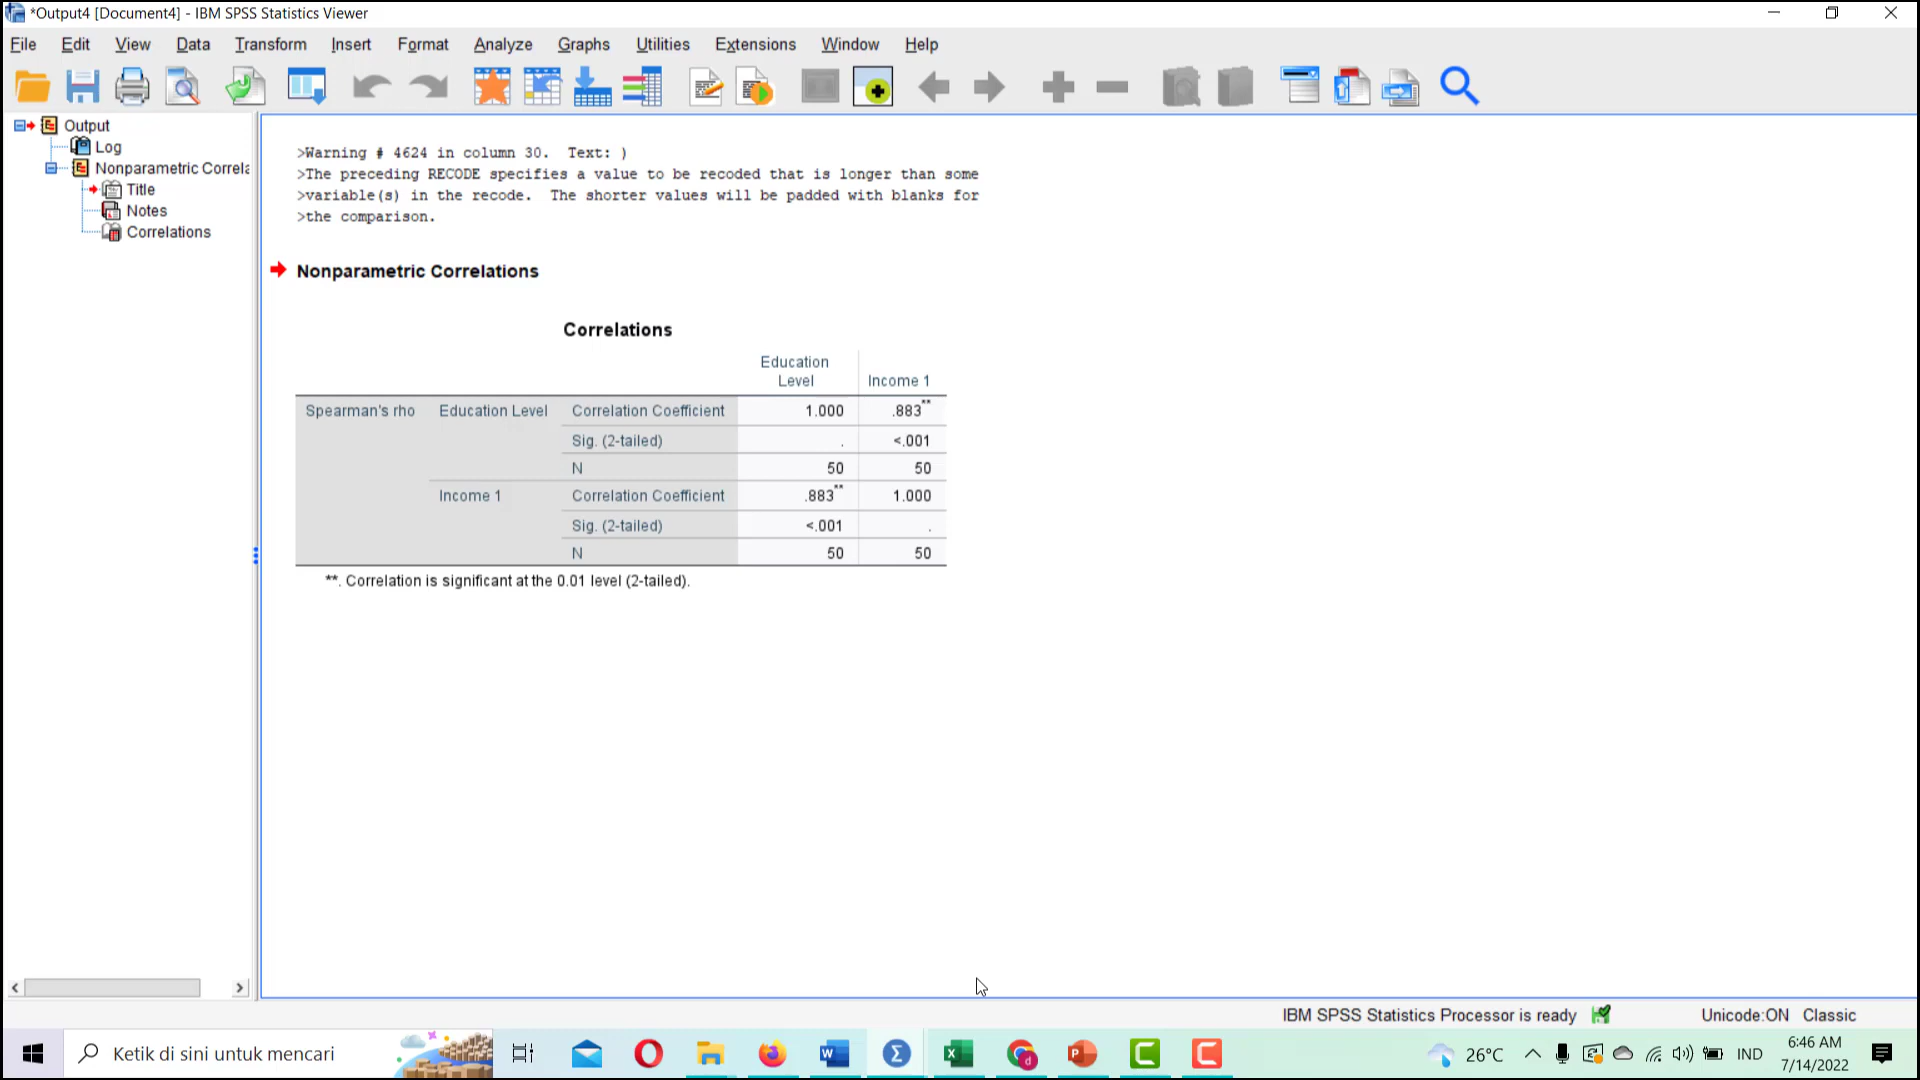 *Output4 [Document4] - IBM SPSS Statistics Viewer
File Edit View Data Transform Insert Format Analyze Graphs Utilities Extensions Window Help
Output
Log
Nonparametric Correla
Title
Notes
Correlations
>Warning # 4624 in column 30.  Text: )
>The preceding RECODE specifies a value to be recoded that is longer than some
>variable(s) in the recode.  The shorter values will be padded with blanks for
>the comparison.
Nonparametric Correlations
Correlations
Education Level Income 1
Spearman's rho Education Level Correlation Coefficient 1.000 .883**
Sig. (2-tailed) . <.001
N 50 50
Income 1 Correlation Coefficient .883** 1.000
Sig. (2-tailed) <.001 .
N 50 50
**. Correlation is significant at the 0.01 level (2-tailed).
IBM SPSS Statistics Processor is ready Unicode:ON Classic
Ketik di sini untuk mencari 26°C IND 6:46 AM
7/14/2022